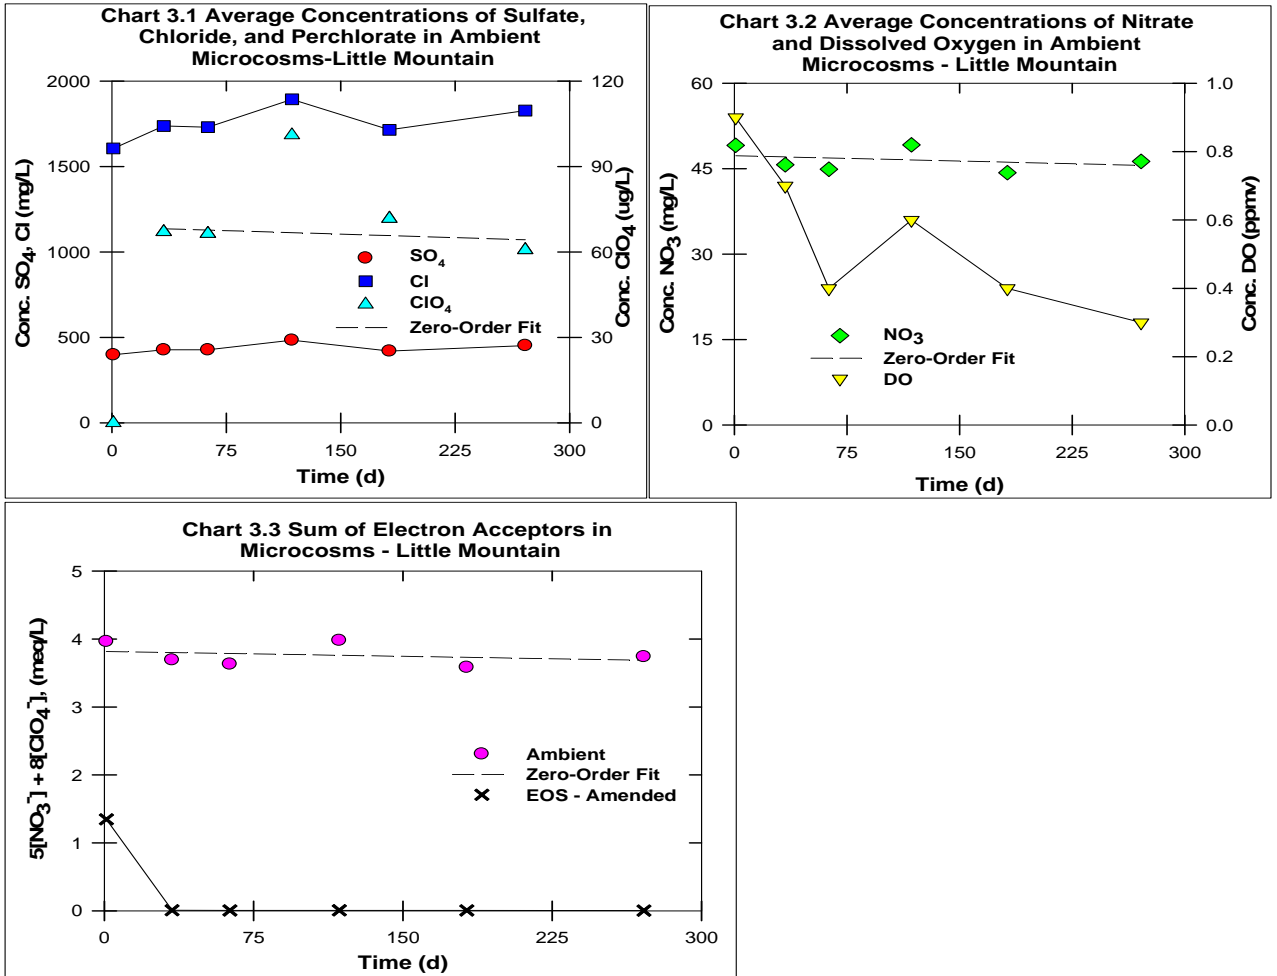 Chart 3.1 Average Concentrations of Sulfate,
Chloride, and Perchlorate in Ambient
Microcosms-Little Mountain
2000
1500
1000
500
0
120
90
60
30
0
Conc. SO4, Cl (mg/L)
Conc. ClO4 (ug/L)
SO4
Cl
ClO4
Zero-Order Fit
0 75 150 225 300
Time (d)
Chart 3.2 Average Concentrations of Nitrate
and Dissolved Oxygen in Ambient
Microcosms - Little Mountain
60
45
30
15
0
1.0
0.8
0.6
0.4
0.2
0.0
Conc. NO3 (mg/L)
Conc. DO (ppmv)
NO3
Zero-Order Fit
DO
0 75 150 225 300
Time (d)
Chart 3.3 Sum of Electron Acceptors in
Microcosms - Little Mountain
5
4
3
2
1
0
5[NO3-] + 8[ClO4-], (meq/L)
Ambient
Zero-Order Fit
EOS - Amended
0 75 150 225 300
Time (d)